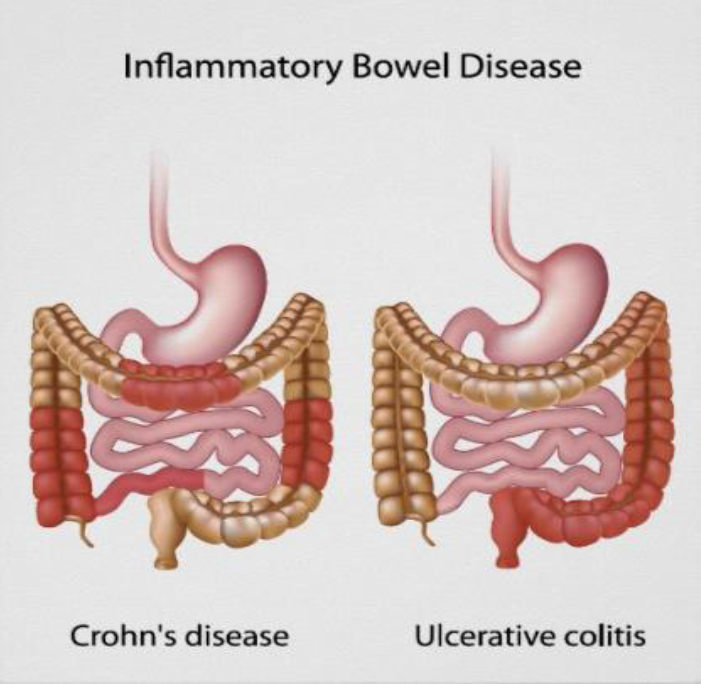 Inflammatory Bowel Disease
Crohn's disease
Ulcerative colitis